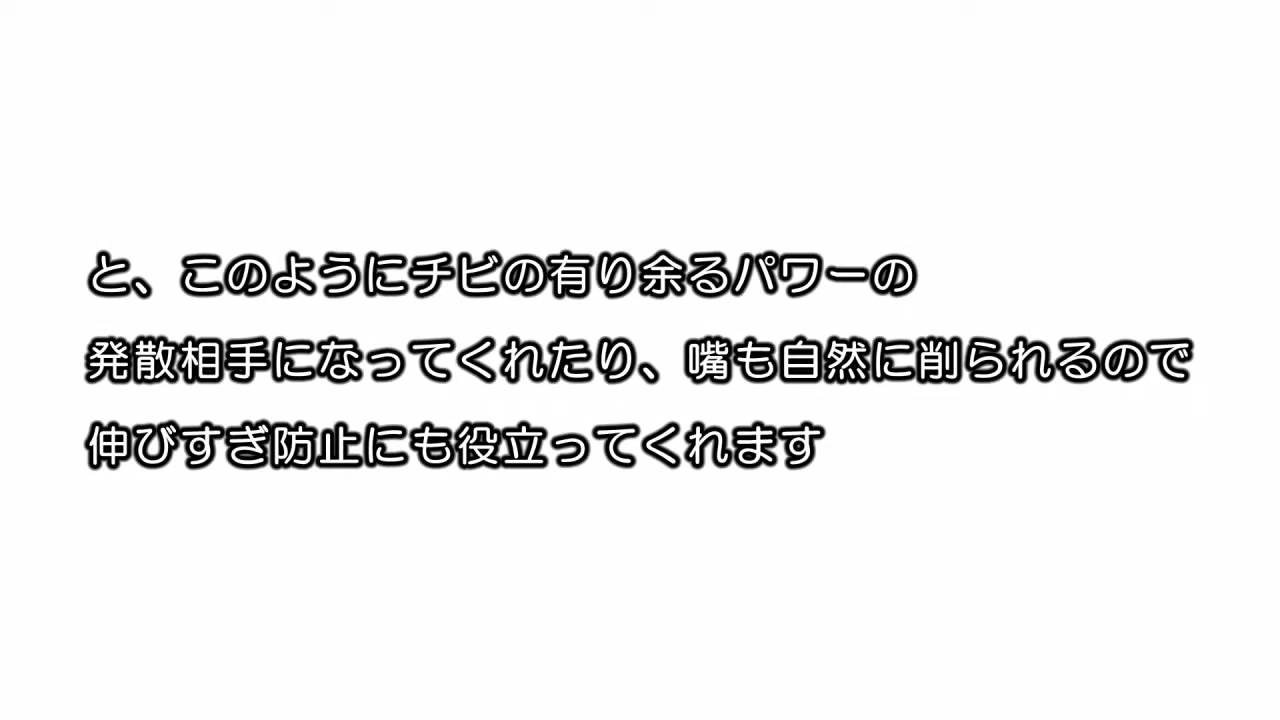 と、このようにチビの有り余るパワーの
発散相手になってくれたり、嘴も自然に削られるので
伸びすぎ防止にも役立ってくれます